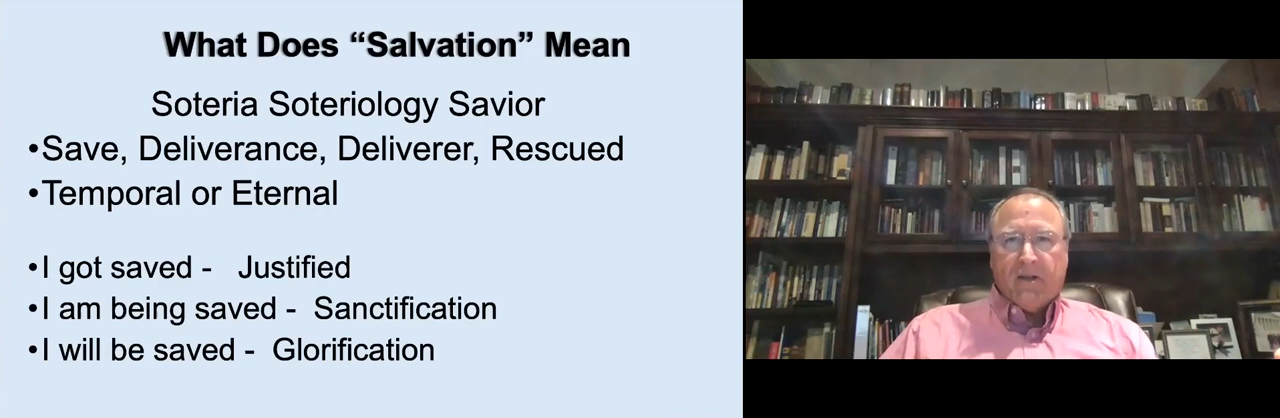 What Does “Salvation” Mean
Soteria Soteriology Savior
•Save, Deliverance, Deliverer, Rescued
•Temporal or Eternal
•I got saved - Justified
•I am being saved - Sanctification
•I will be saved - Glorification